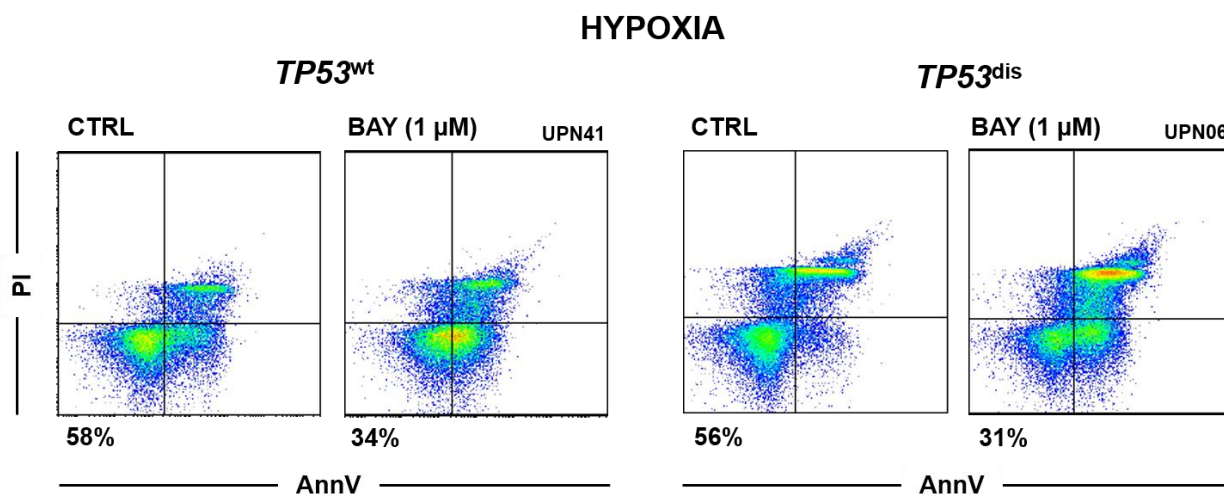 HYPOXIA
TP53wt
TP53dis
CTRL
BAY (1 µM)
UPN41
CTRL
BAY (1 µM)
UPN06
PI
58%
34%
56%
31%
AnnV
AnnV